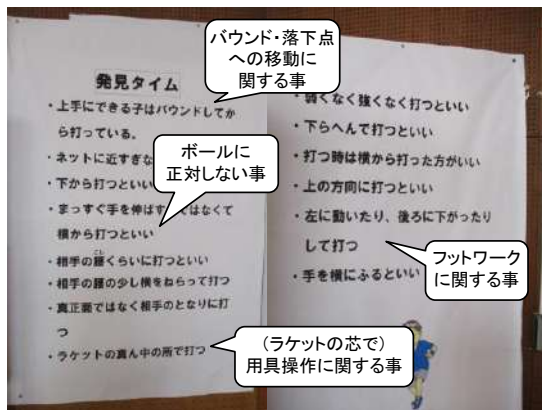 発見タイム
・上手にできる子はバウンドしてか
ら打っている。
・ネットに近すぎな
・下から打つといい
・まっすぐ手を伸ばす ではなくて
横から打つといい
・相手の腰くらいに打つといい
こし
・相手の腰の少し横をねらって打つ
・真正面ではなく相手のとなりに打
つ
・ラケットの真ん中の所で打つ
バウンド・落下点
への移動に
関する事
ボールに
正対しない事
(ラケットの芯で)
用具操作に関する事
・弱くなく強くなく打つといい
・下らへんで打つといい
・打つ時は横から打った方がいい
・上の方向に打つといい
・左に動いたり、後ろに下がったり
して打つ
・手を横にふるといい
フットワーク
に関する事